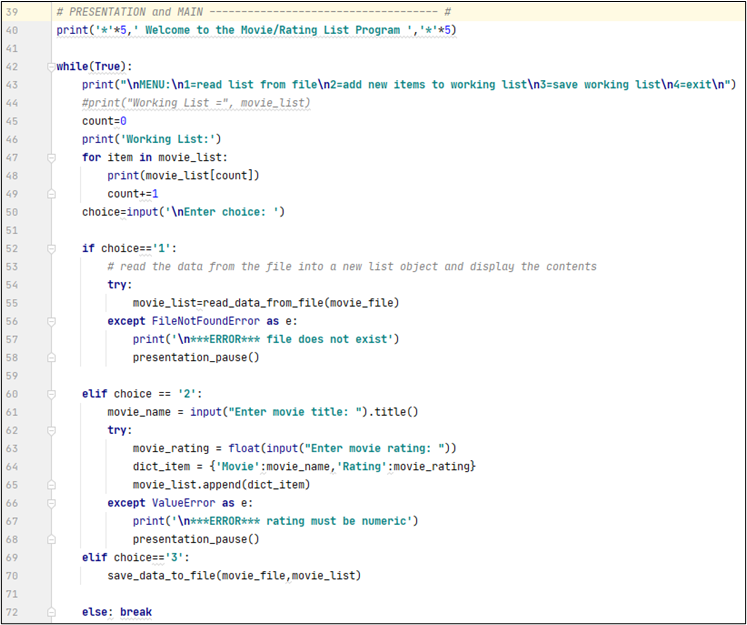 39 # PRESENTATION and MAIN ------------------------------------ #
40 print('*'*5,' Welcome to the Movie/Rating List Program ','*'*5)
41
42 while(True):
43     print("\nMENU:\n1=read list from file\n2=add new items to working list\n3=save working list\n4=exit\n")
44     #print("Working List =", movie_list)
45     count=0
46     print('Working List:')
47     for item in movie_list:
48         print(movie_list[count])
49         count+=1
50     choice=input('\nEnter choice: ')
51
52     if choice=='1':
53         # read the data from the file into a new list object and display the contents
54         try:
55             movie_list=read_data_from_file(movie_file)
56         except FileNotFoundError as e:
57             print('\n***ERROR*** file does not exist')
58             presentation_pause()
59
60     elif choice == '2':
61         movie_name = input("Enter movie title: ").title()
62         try:
63             movie_rating = float(input("Enter movie rating: "))
64             dict_item = {'Movie':movie_name,'Rating':movie_rating}
65             movie_list.append(dict_item)
66         except ValueError as e:
67             print('\n***ERROR*** rating must be numeric')
68             presentation_pause()
69     elif choice=='3':
70         save_data_to_file(movie_file,movie_list)
71
72     else: break